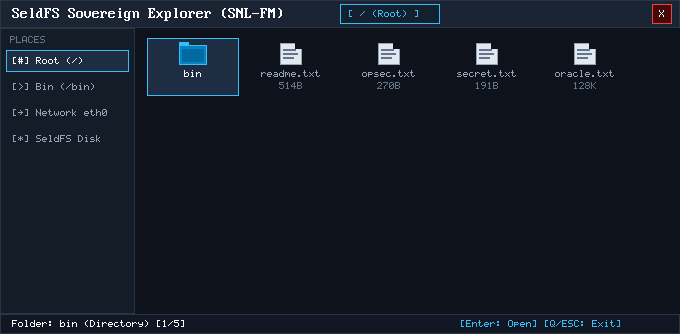 SeldFS Sovereign Explorer (SNL-FM)
[ / (Root) ]
X
PLACES
[#] Root (/)
[>] Bin (/bin)
[→] Network eth0
[*] SeldFS Disk
bin
readme.txt
514B
opsec.txt
270B
secret.txt
191B
oracle.txt
128K
Folder: bin (Directory) [1/5]
[Enter: Open] [Q/ESC: Exit]